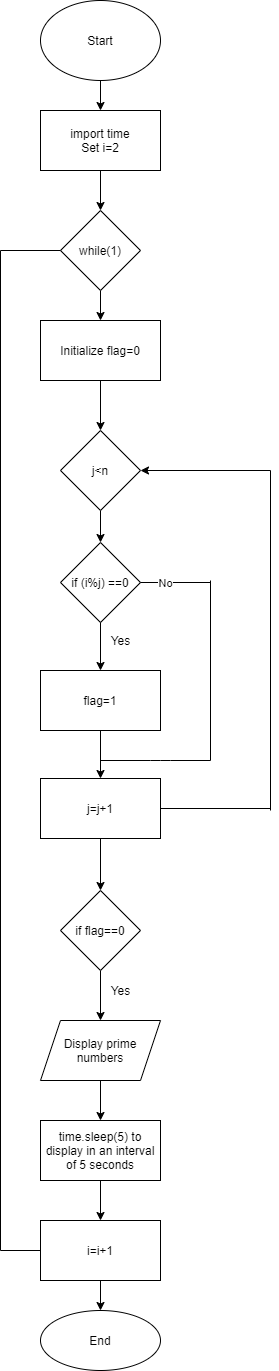 Start
import time
Set i=2
while(1)
Initialize flag=0
j<n
if (i%j) ==0
No
Yes
flag=1
j=j+1
if flag==0
Yes
Display prime
numbers
time.sleep(5) to
display in an interval
of 5 seconds
i=i+1
End